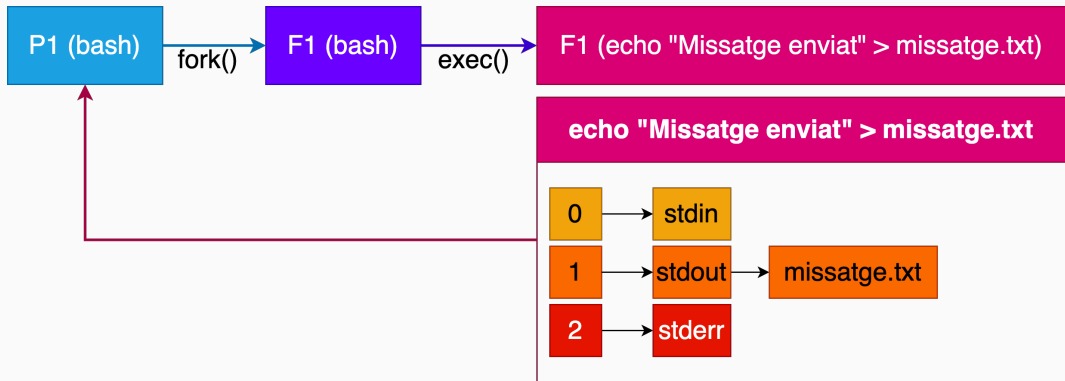 P1 (bash)
fork()
F1 (bash)
exec()
F1 (echo "Missatge enviat" > missatge.txt)
echo "Missatge enviat" > missatge.txt
0
stdin
1
stdout
missatge.txt
2
stderr